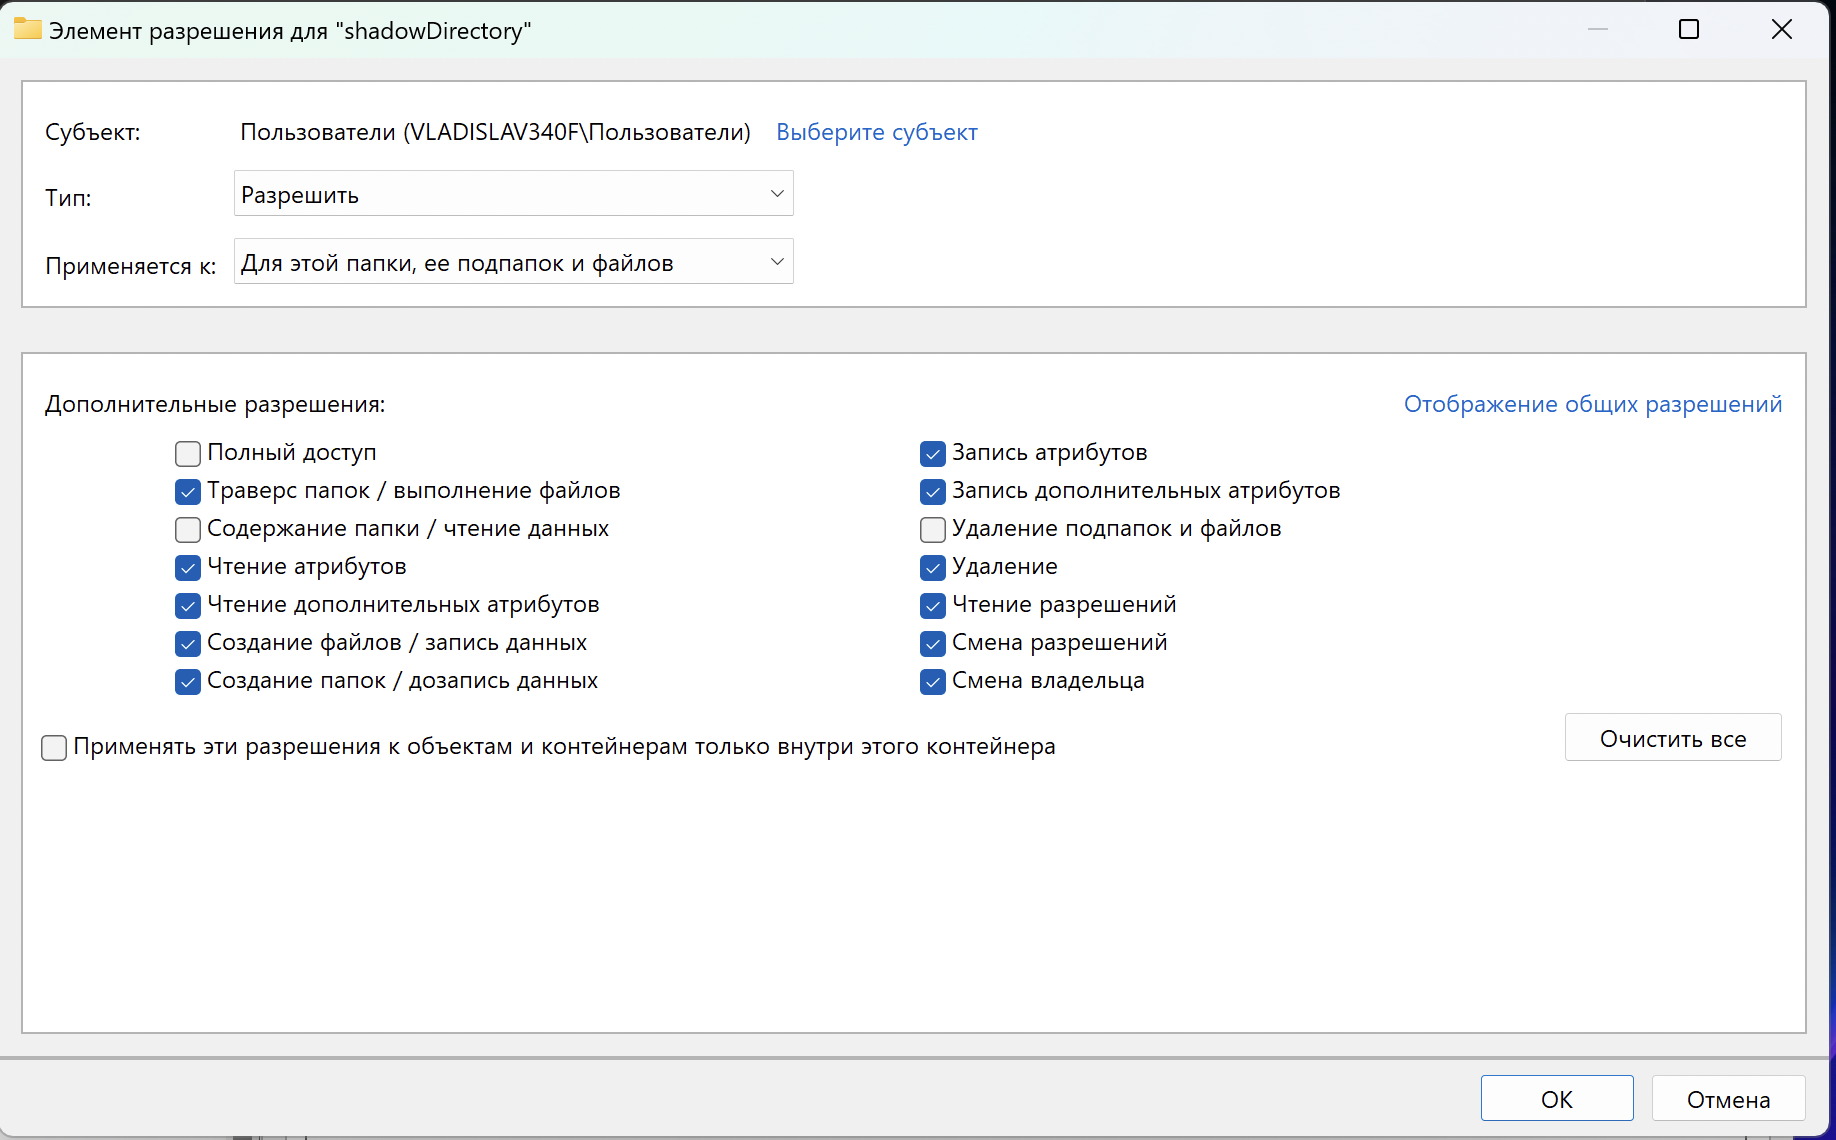 Элемент разрешения для "shadowDirectory"
Субъект: Пользователи (VLADISLAV340F\Пользователи) Выберите субъект
Тип: Разрешить
Применяется к: Для этой папки, ее подпапок и файлов
Дополнительные разрешения: Отображение общих разрешений
Полный доступ
Траверс папок / выполнение файлов
Содержание папки / чтение данных
Чтение атрибутов
Чтение дополнительных атрибутов
Создание файлов / запись данных
Создание папок / дозапись данных
Запись атрибутов
Запись дополнительных атрибутов
Удаление подпапок и файлов
Удаление
Чтение разрешений
Смена разрешений
Смена владельца
Применять эти разрешения к объектам и контейнерам только внутри этого контейнера
Очистить все
ОК
Отмена